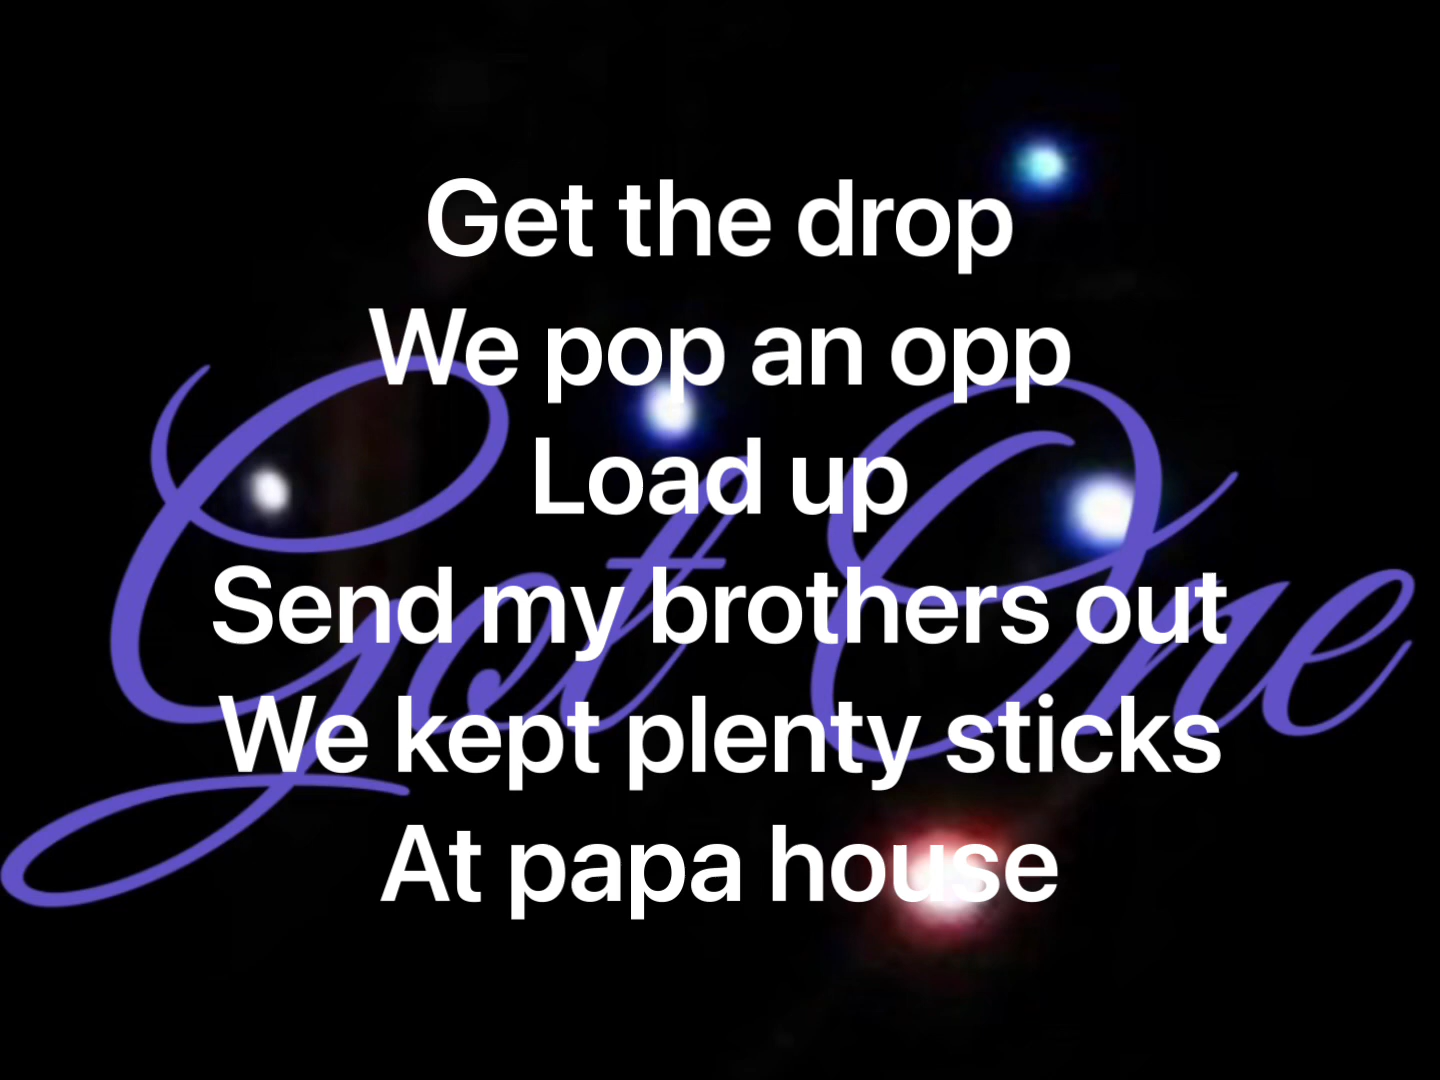 Get the drop
We pop an opp
Load up
Send my brothers out
We kept plenty sticks
At papa house
Got One